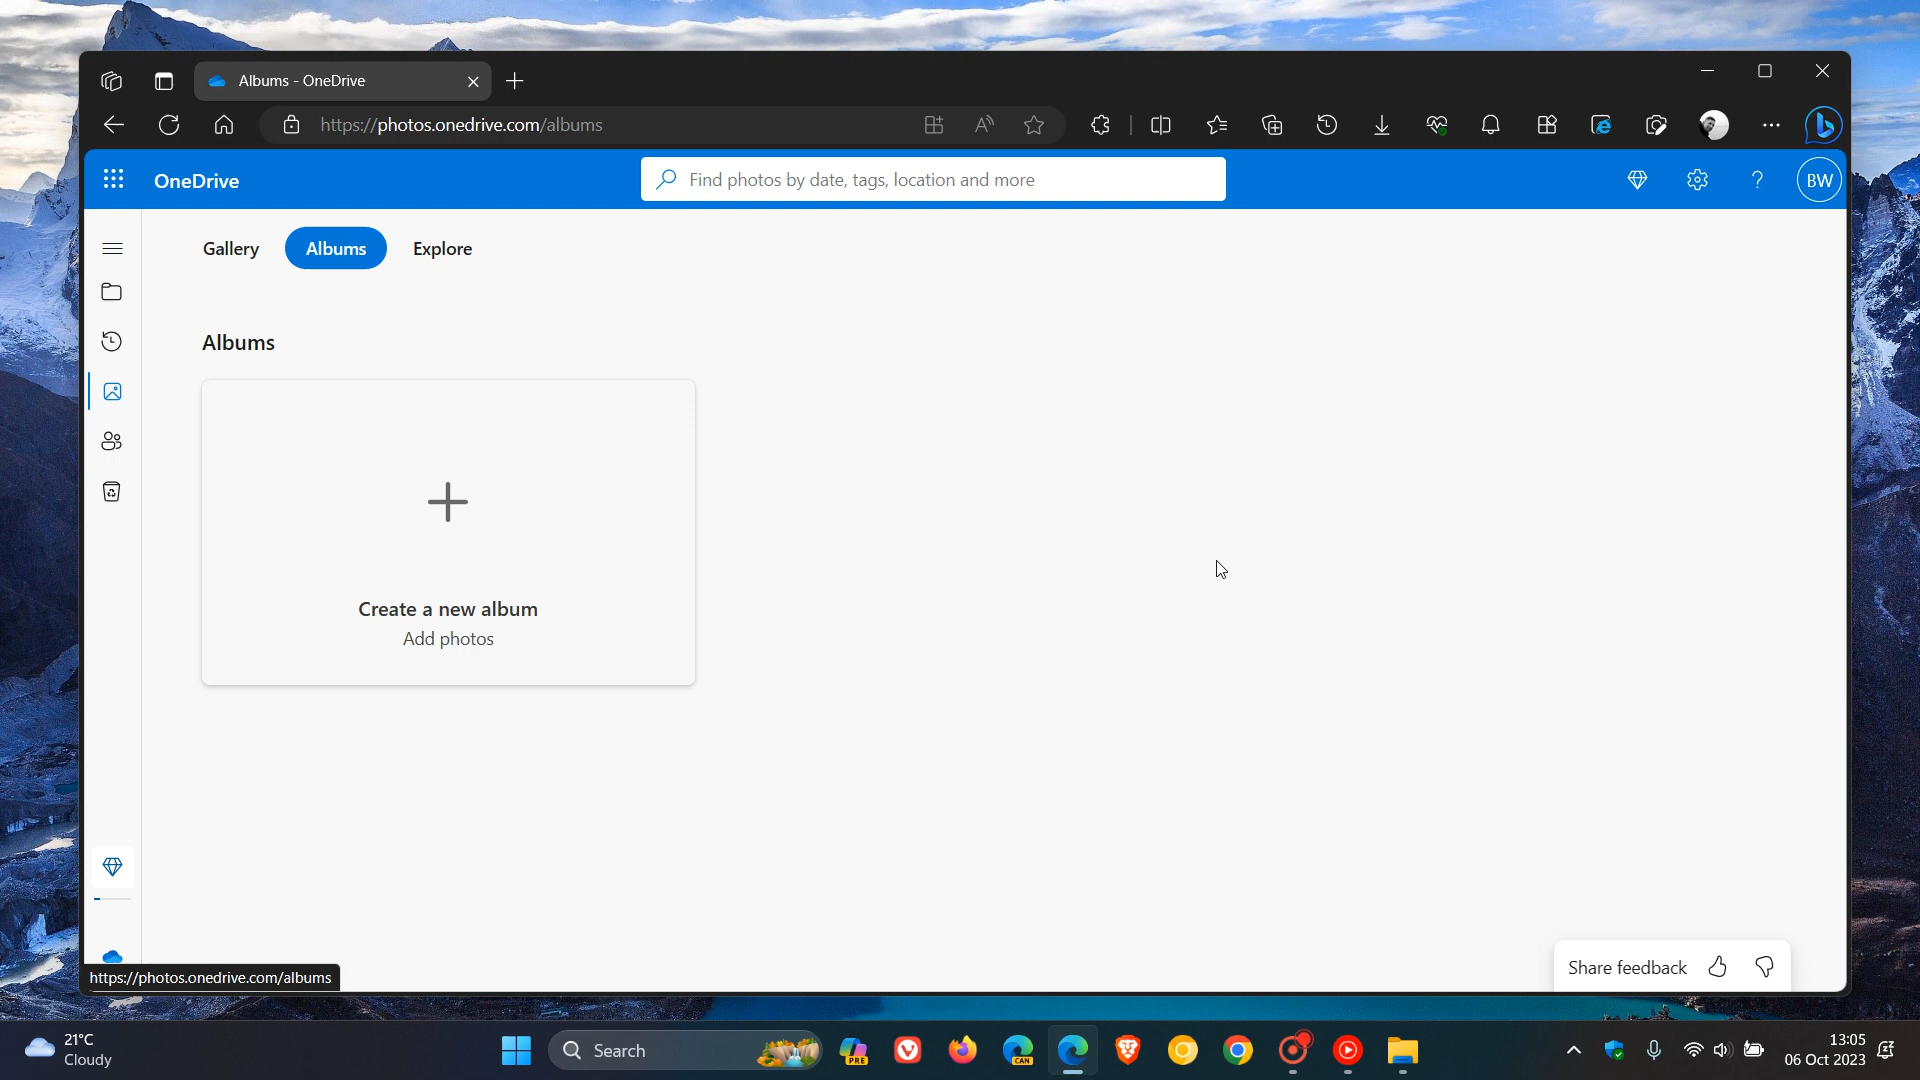 Albums - OneDrive
https://photos.onedrive.com/albums
OneDrive
Find photos by date, tags, location and more
BW
Gallery
Albums
Explore
Albums
Create a new album
Add photos
Share feedback
https://photos.onedrive.com/albums
21°C
Cloudy
Search
PRE
CAN
13:05
06 Oct 2023